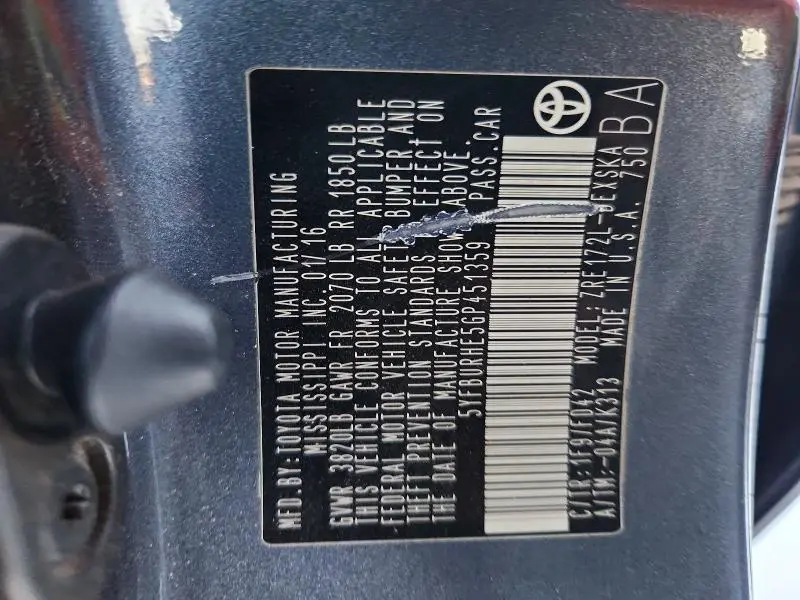 MFD.BY:TOYOTA MOTOR MANUFACTURING
MISSISSIPPI INC. 01/16
GVWR 3820LB GAWR FR 2070 LB RR 1850LB
THIS VEHICLE CONFORMS TO ALL APPLICABLE
FEDERAL MOTOR VEHICLE SAFETY, BUMPER, AND
THEFT PREVENTION STANDARDS IN EFFECT ON
THE DATE OF MANUFACTURE SHOWN ABOVE.
5YFBURHE5GP451359 PASS.CAR
C/TR:1F9/FD42 MODEL:ZRE172L-DEXSKA
A/TM:-04A/K313 MADE IN U.S.A. 750 BA